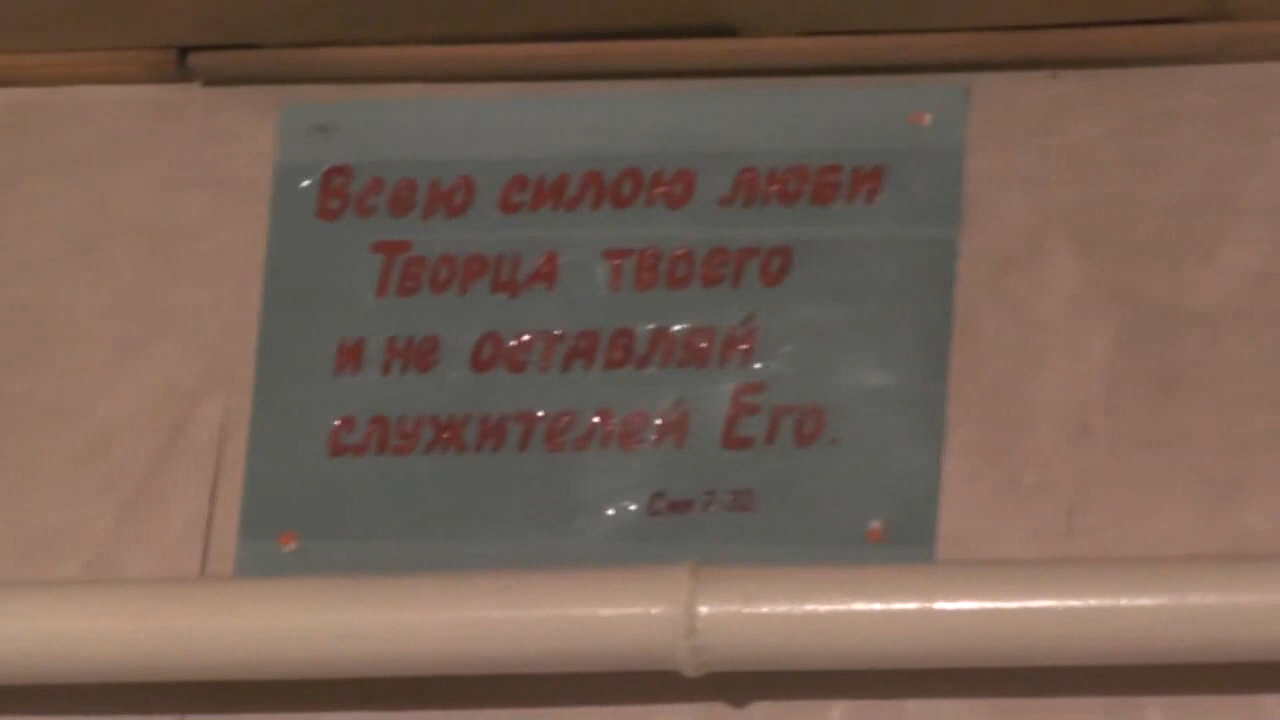 Всею силою люби
Творца твоего
и не оставляй
служителей Его.